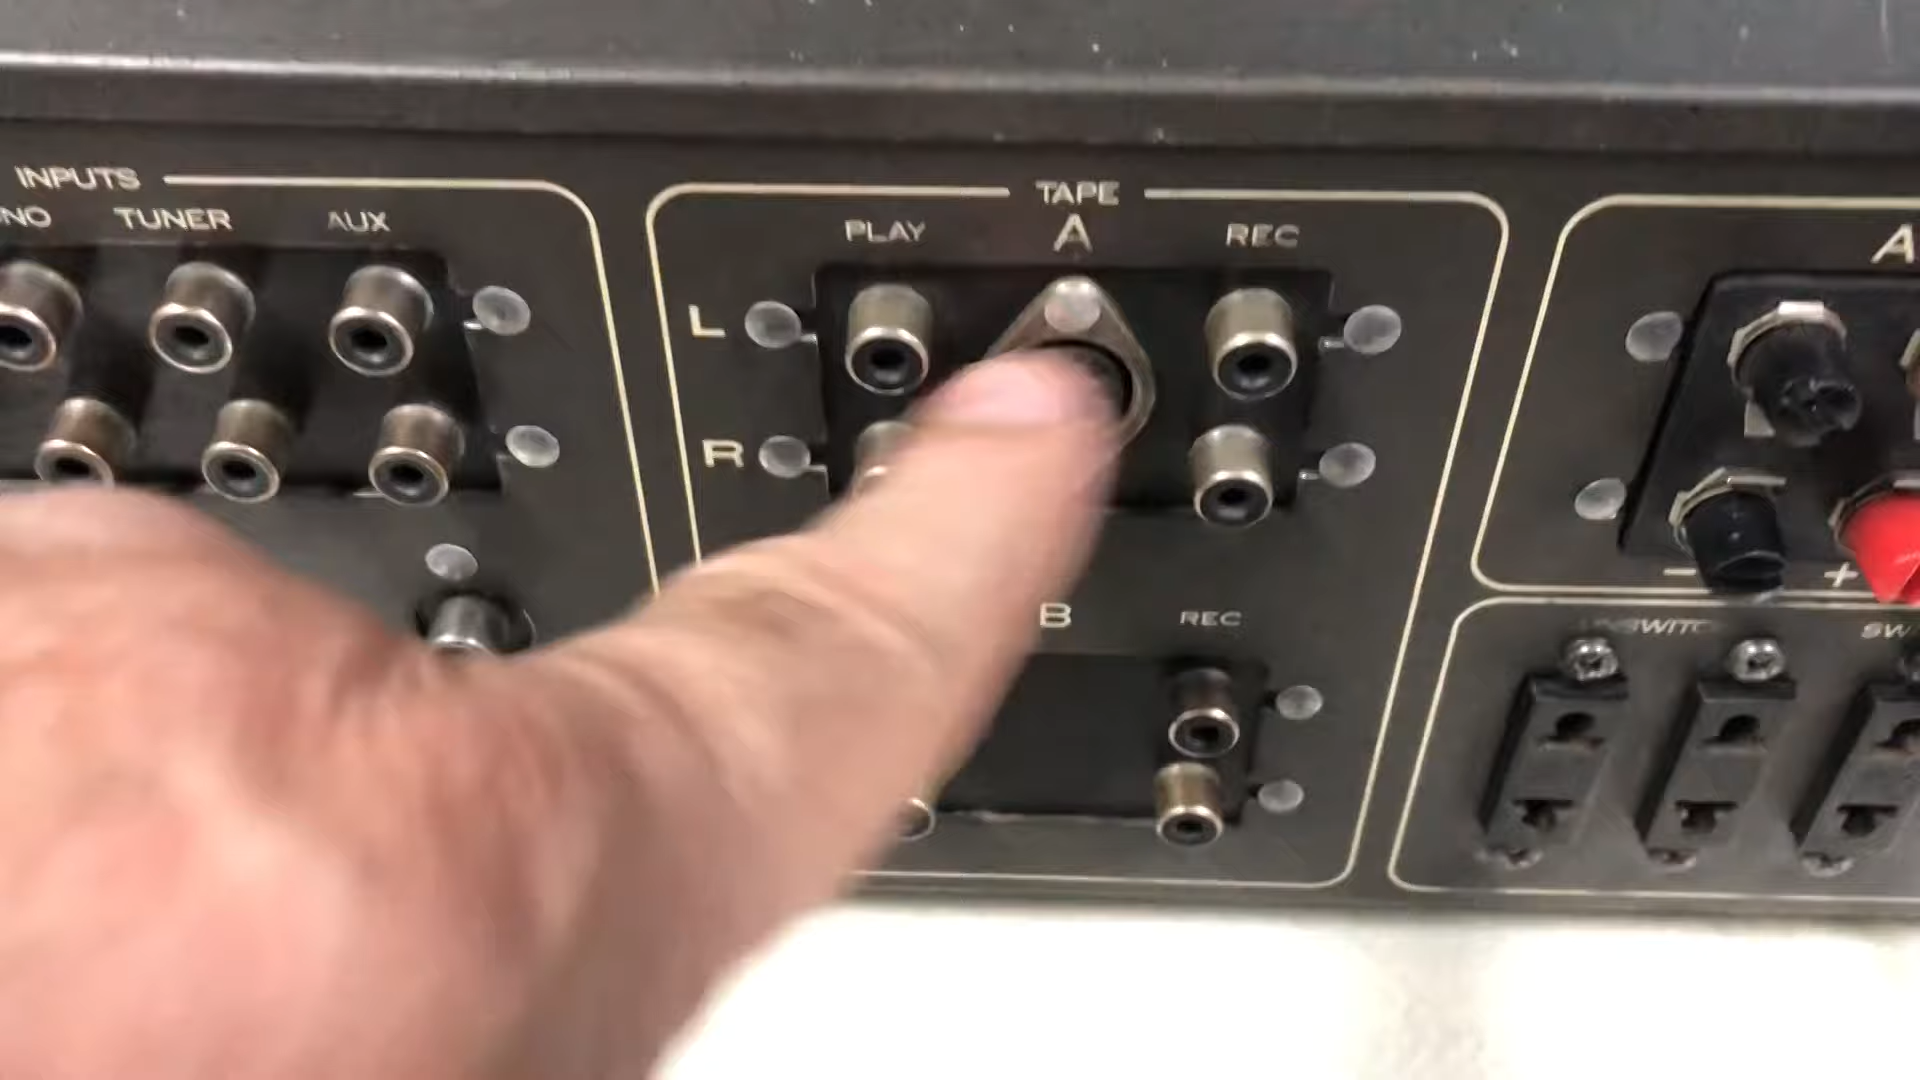 INPUTS
TUNER
AUX
TAPE
PLAY
A
REC
L
R
- +
B
REC
A